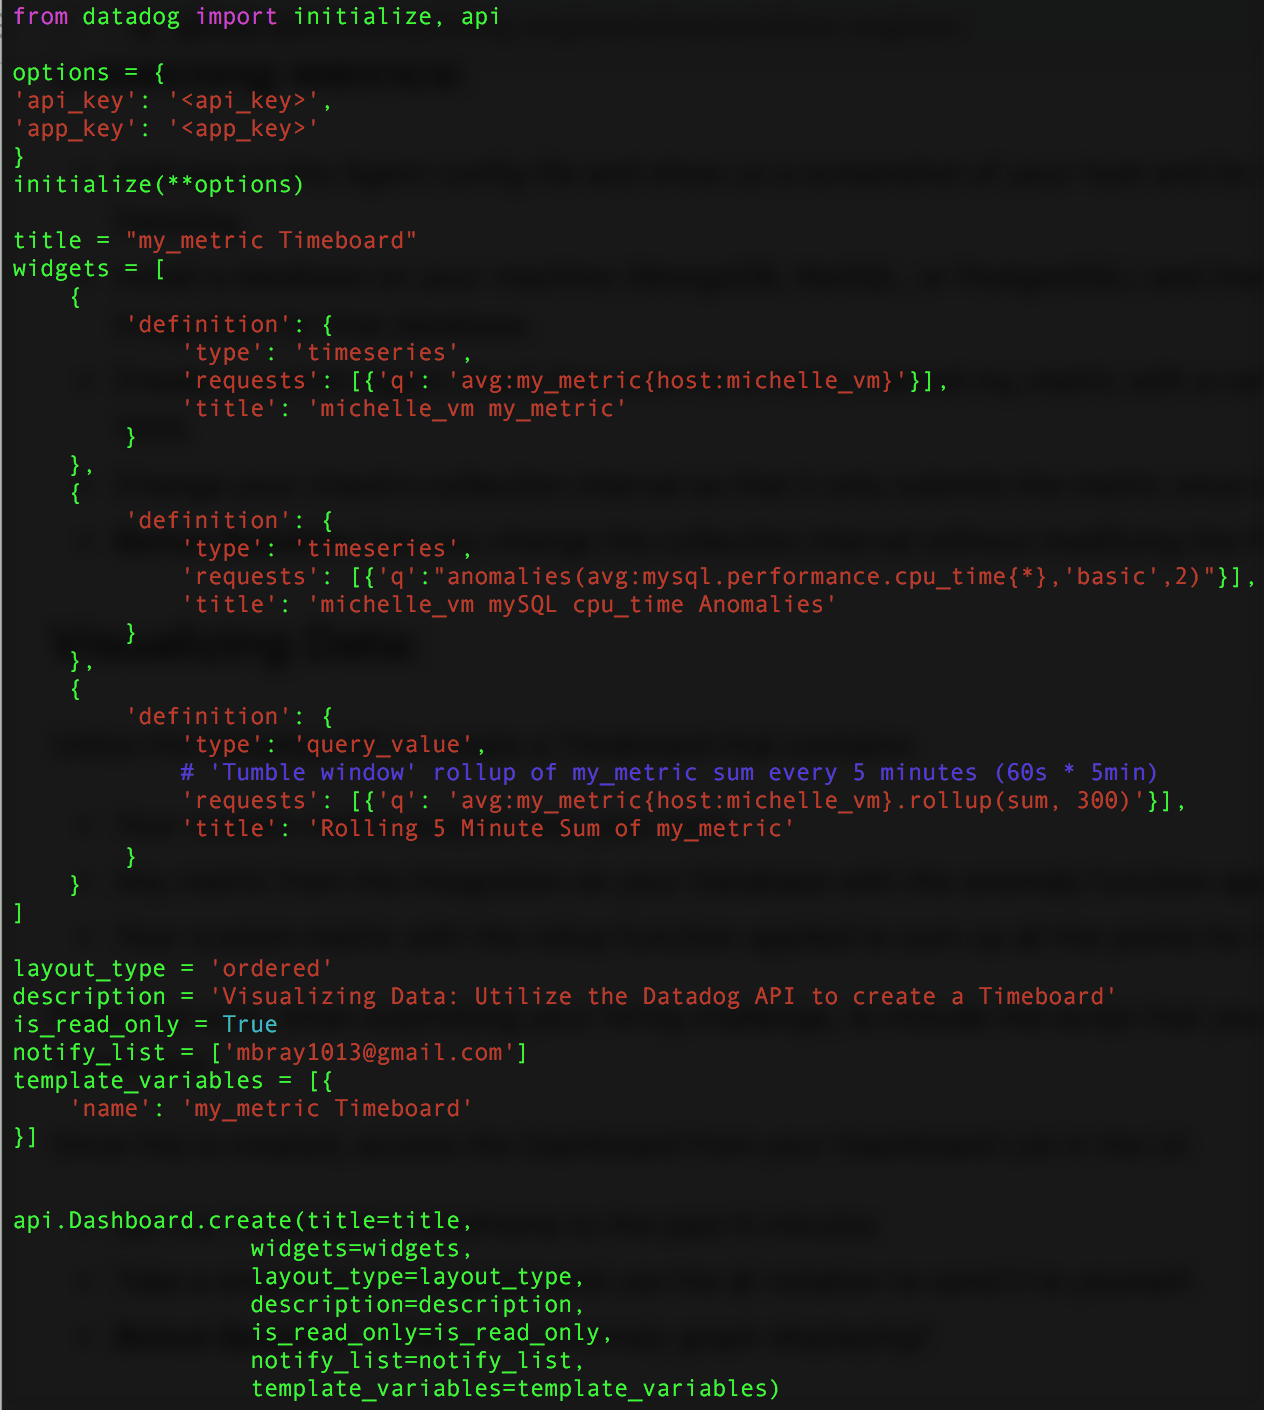 from datadog import initialize, api

options = {
'api_key': '<api_key>',
'app_key': '<app_key>'
}
initialize(**options)

title = "my_metric Timeboard"
widgets = [
    {
        'definition': {
            'type': 'timeseries',
            'requests': [{'q': 'avg:my_metric{host:michelle_vm}'}],
            'title': 'michelle_vm my_metric'
        }
    },
    {
        'definition': {
            'type': 'timeseries',
            'requests': [{'q':"anomalies(avg:mysql.performance.cpu_time{*},'basic',2)"}],
            'title': 'michelle_vm mySQL cpu_time Anomalies'
        }
    },
    {
        'definition': {
            'type': 'query_value',
            # 'Tumble window' rollup of my_metric sum every 5 minutes (60s * 5min)
            'requests': [{'q': 'avg:my_metric{host:michelle_vm}.rollup(sum, 300)'}],
            'title': 'Rolling 5 Minute Sum of my_metric'
        }
    }
]

layout_type = 'ordered'
description = 'Visualizing Data: Utilize the Datadog API to create a Timeboard'
is_read_only = True
notify_list = ['mbray1013@gmail.com']
template_variables = [{
    'name': 'my_metric Timeboard'
}]


api.Dashboard.create(title=title,
                 widgets=widgets,
                 layout_type=layout_type,
                 description=description,
                 is_read_only=is_read_only,
                 notify_list=notify_list,
                 template_variables=template_variables)